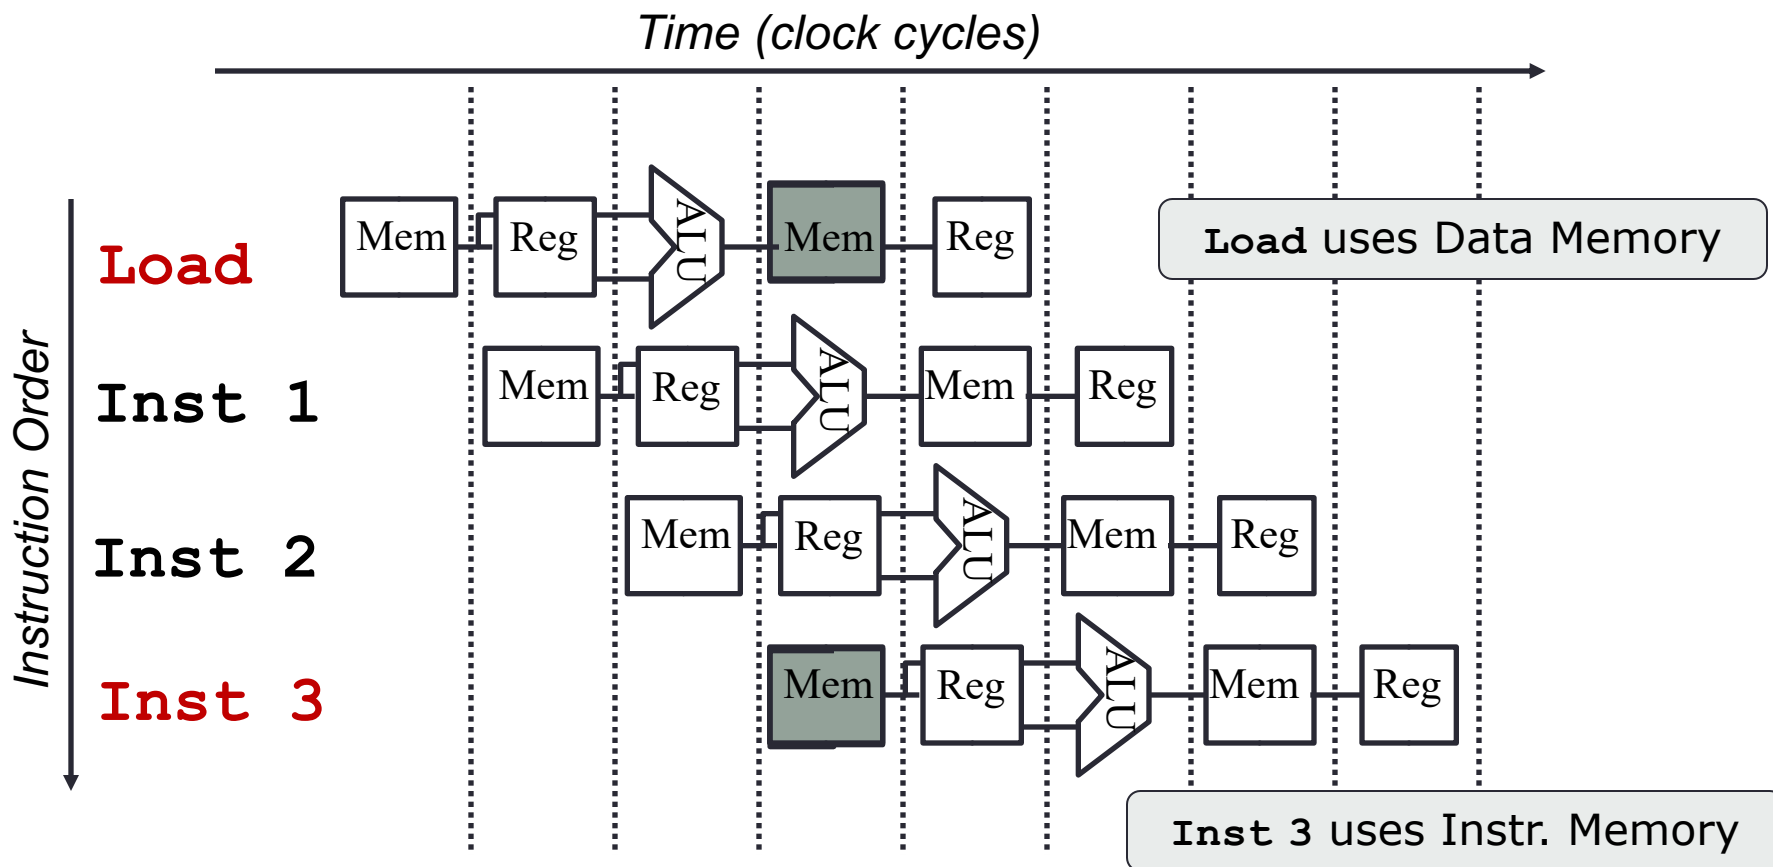 Time (clock cycles)
Instruction Order
Load
Mem
Reg
ALU
Mem
Reg
Load uses Data Memory
Inst 1
Mem
Reg
ALU
Mem
Reg
Inst 2
Mem
Reg
ALU
Mem
Reg
Inst 3
Mem
Reg
ALU
Mem
Reg
Inst 3 uses Instr. Memory